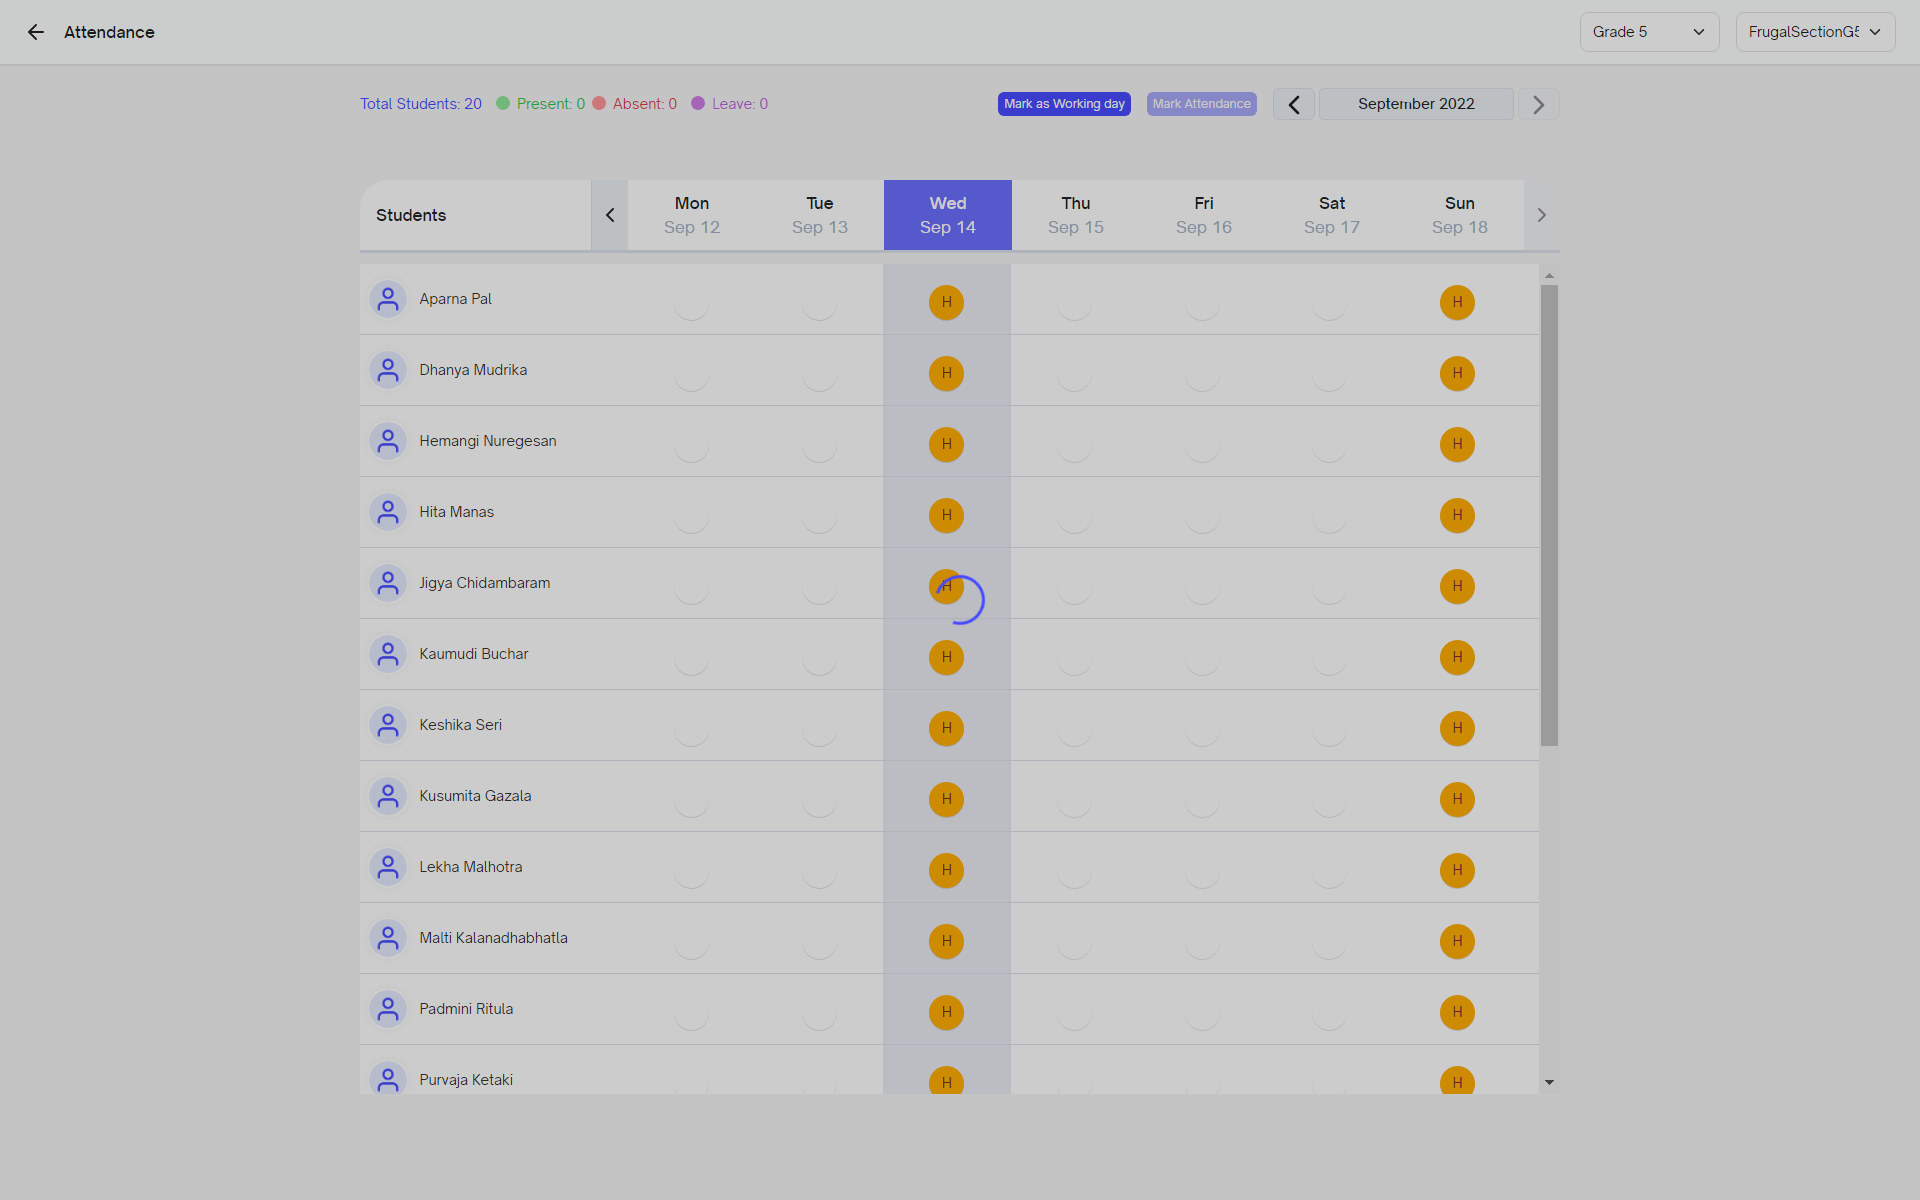 Attendance
Grade 5
FrugalSectionG5
Total Students: 20 Present: 0 Absent: 0 Leave: 0
Mark as Working day
Mark Attendance
September 2022
Students
Mon
Sep 12
Tue
Sep 13
Wed
Sep 14
Thu
Sep 15
Fri
Sep 16
Sat
Sep 17
Sun
Sep 18
Aparna Pal H H
Dhanya Mudrika H H
Hemangi Nuregesan H H
Hita Manas H H
Jigya Chidambaram H H
Kaumudi Buchar H H
Keshika Seri H H
Kusumita Gazala H H
Lekha Malhotra H H
Malti Kalanadhabhatla H H
Padmini Ritula H H
Purvaja Ketaki H H